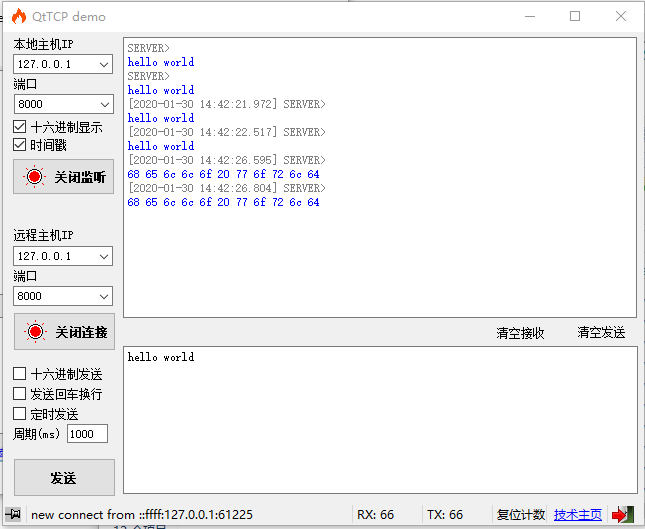 QtTCP demo
本地主机IP
127.0.0.1
端口
8000
十六进制显示
时间戳
关闭监听
远程主机IP
127.0.0.1
端口
8000
关闭连接
十六进制发送
发送回车换行
定时发送
周期(ms) 1000
发送
SERVER>
hello world
SERVER>
hello world
[2020-01-30 14:42:21.972] SERVER>
hello world
[2020-01-30 14:42:22.517] SERVER>
hello world
[2020-01-30 14:42:26.595] SERVER>
68 65 6c 6c 6f 20 77 6f 72 6c 64
[2020-01-30 14:42:26.804] SERVER>
68 65 6c 6c 6f 20 77 6f 72 6c 64
清空接收 清空发送
hello world
new connect from ::ffff:127.0.0.1:61225 RX: 66 TX: 66 复位计数 技术主页